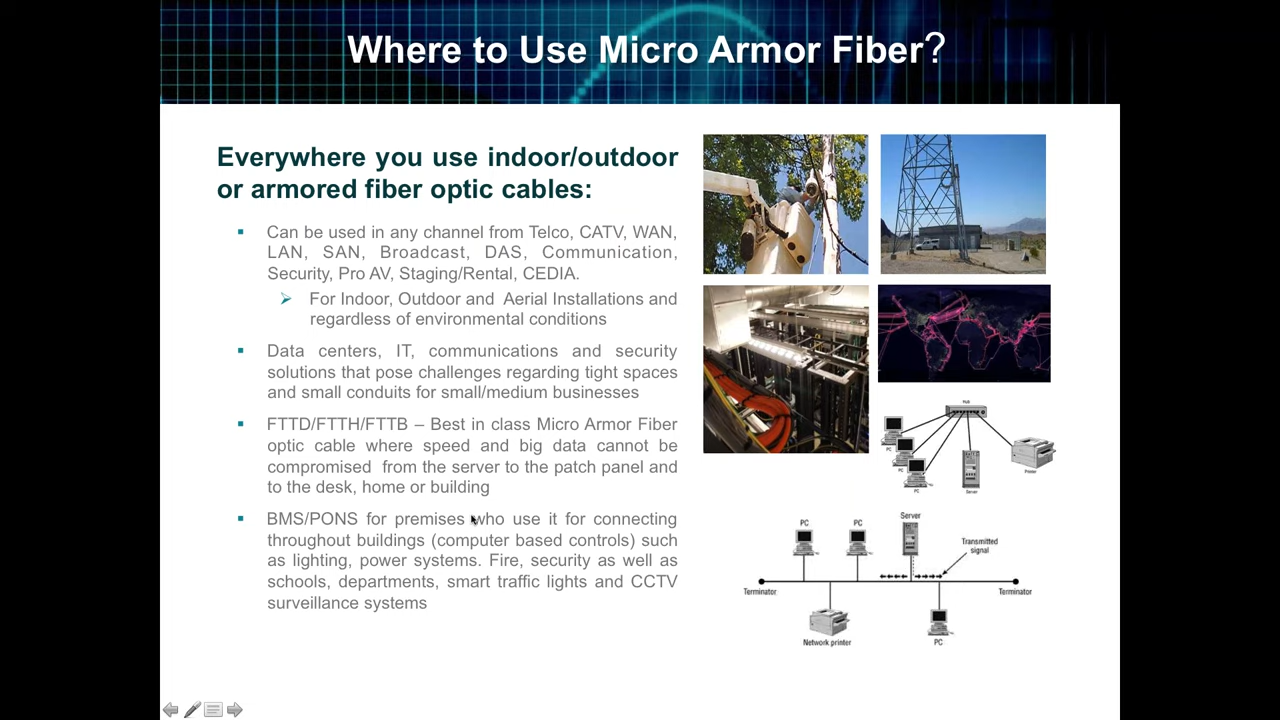 Where to Use Micro Armor Fiber?
Everywhere you use indoor/outdoor
or armored fiber optic cables:
Can be used in any channel from Telco, CATV, WAN,
LAN, SAN, Broadcast, DAS, Communication,
Security, Pro AV, Staging/Rental, CEDIA.
For Indoor, Outdoor and Aerial Installations and
regardless of environmental conditions
Data centers, IT, communications and security
solutions that pose challenges regarding tight spaces
and small conduits for small/medium businesses
FTTD/FTTH/FTTB – Best in class Micro Armor Fiber
optic cable where speed and big data cannot be
compromised from the server to the patch panel and
to the desk, home or building
BMS/PONS for premises who use it for connecting
throughout buildings (computer based controls) such
as lighting, power systems. Fire, security as well as
schools, departments, smart traffic lights and CCTV
surveillance systems
Hub
PC
PC
PC
Server
Printer
PC
PC
Server
Transmitted
signal
Terminator
Terminator
Network printer
PC